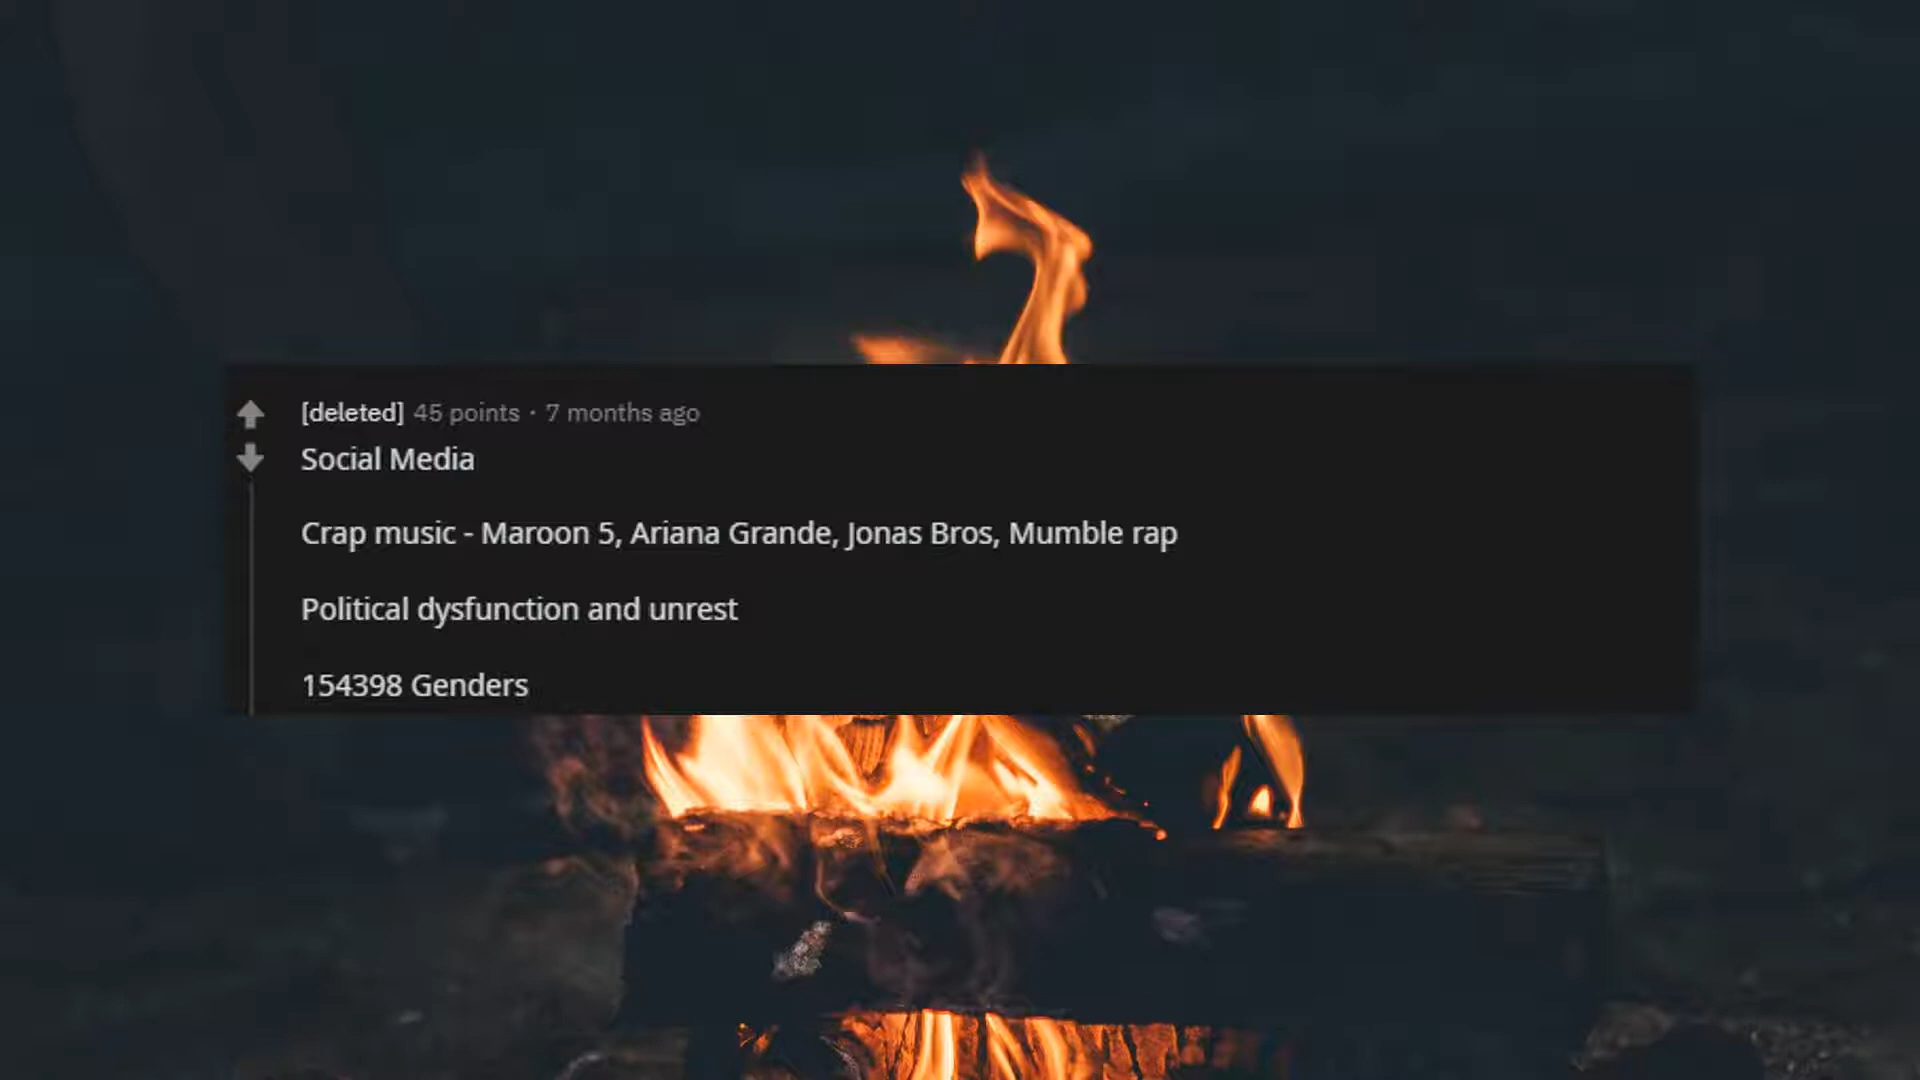 [deleted] 45 points · 7 months ago
Social Media
Crap music - Maroon 5, Ariana Grande, Jonas Bros, Mumble rap
Political dysfunction and unrest
154398 Genders